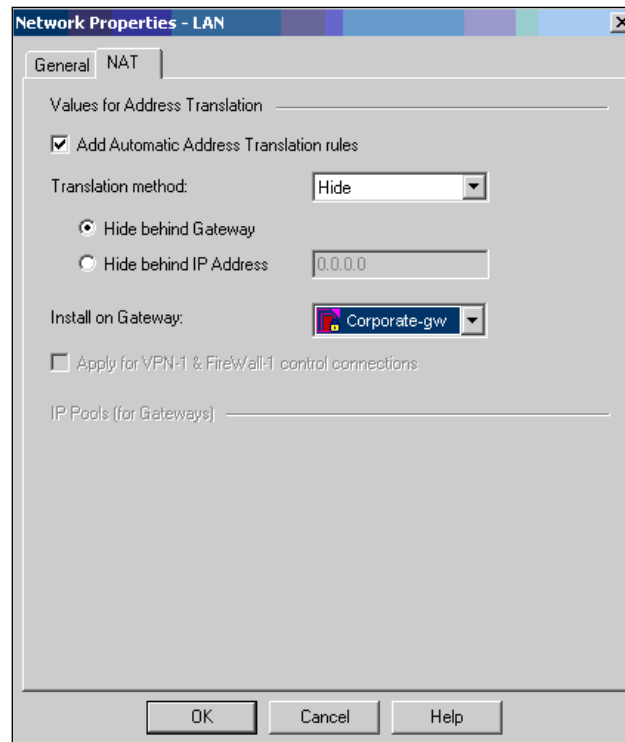 Network Properties - LAN
General NAT
Values for Address Translation
Add Automatic Address Translation rules
Translation method: Hide
Hide behind Gateway
Hide behind IP Address 0.0.0.0
Install on Gateway: Corporate-gw
Apply for VPN-1 & FireWall-1 control connections
IP Pools (for Gateways)
OK Cancel Help